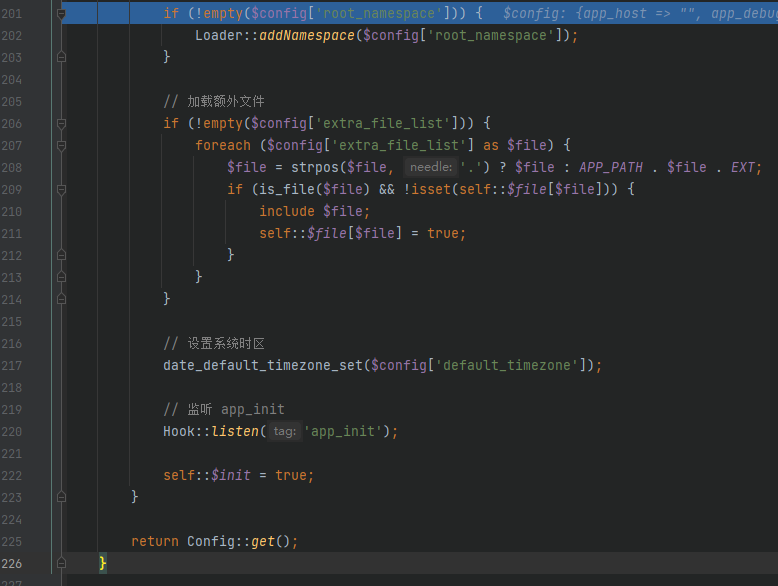 201 if (!empty($config['root_namespace'])) { $config: {app_host => "", app_debug
202 Loader::addNamespace($config['root_namespace']);
203 }
204
205 // 加载额外文件
206 if (!empty($config['extra_file_list'])) {
207 foreach ($config['extra_file_list'] as $file) {
208 $file = strpos($file, needle: '.') ? $file : APP_PATH . $file . EXT;
209 if (is_file($file) && !isset(self::$file[$file])) {
210 include $file;
211 self::$file[$file] = true;
212 }
213 }
214 }
215
216 // 设置系统时区
217 date_default_timezone_set($config['default_timezone']);
218
219 // 监听 app_init
220 Hook::listen( tag: 'app_init');
221
222 self::$init = true;
223 }
224
225 return Config::get();
226 }
227